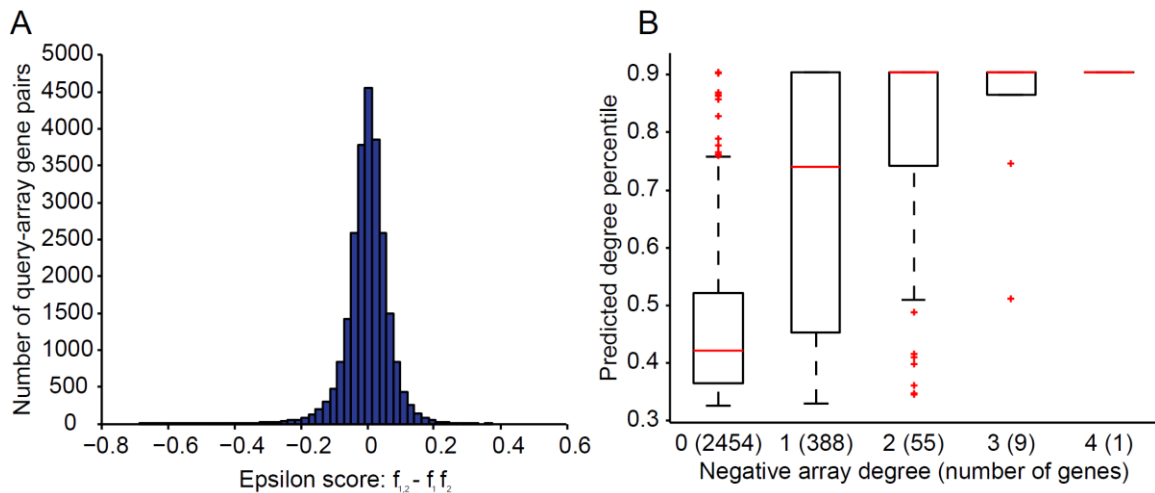 A
Number of query-array gene pairs
5000
4500
4000
3500
3000
2500
2000
1500
1000
500
0
−0.8 −0.6 −0.4 −0.2 0 0.2 0.4 0.6
Epsilon score: f1,2 - f1 f2
B
Predicted degree percentile
0.9
0.8
0.7
0.6
0.5
0.4
0.3
0 (2454) 1 (388) 2 (55) 3 (9) 4 (1)
Negative array degree (number of genes)